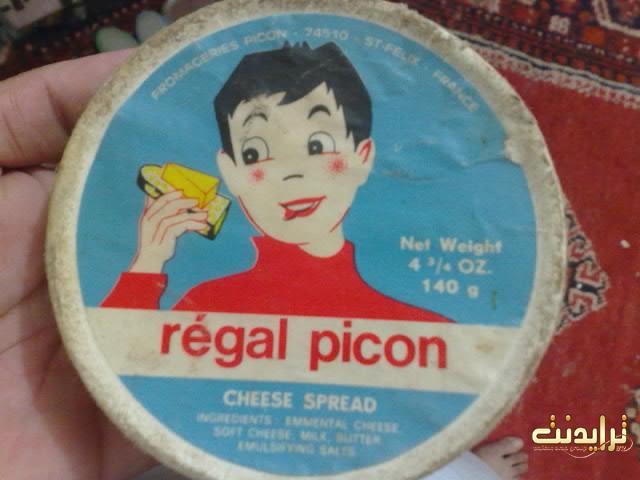 FROMAGERIES PICON - 74510 - ST-FELIX - FRANCE
Net Weight
4 3/4 OZ.
140 g
régal picon
CHEESE SPREAD
INGREDIENTS: EMMENTAL CHEESE,
SOFT CHEESE, MILK, BUTTER,
EMULSIFYING SALTS.
ترایدنت